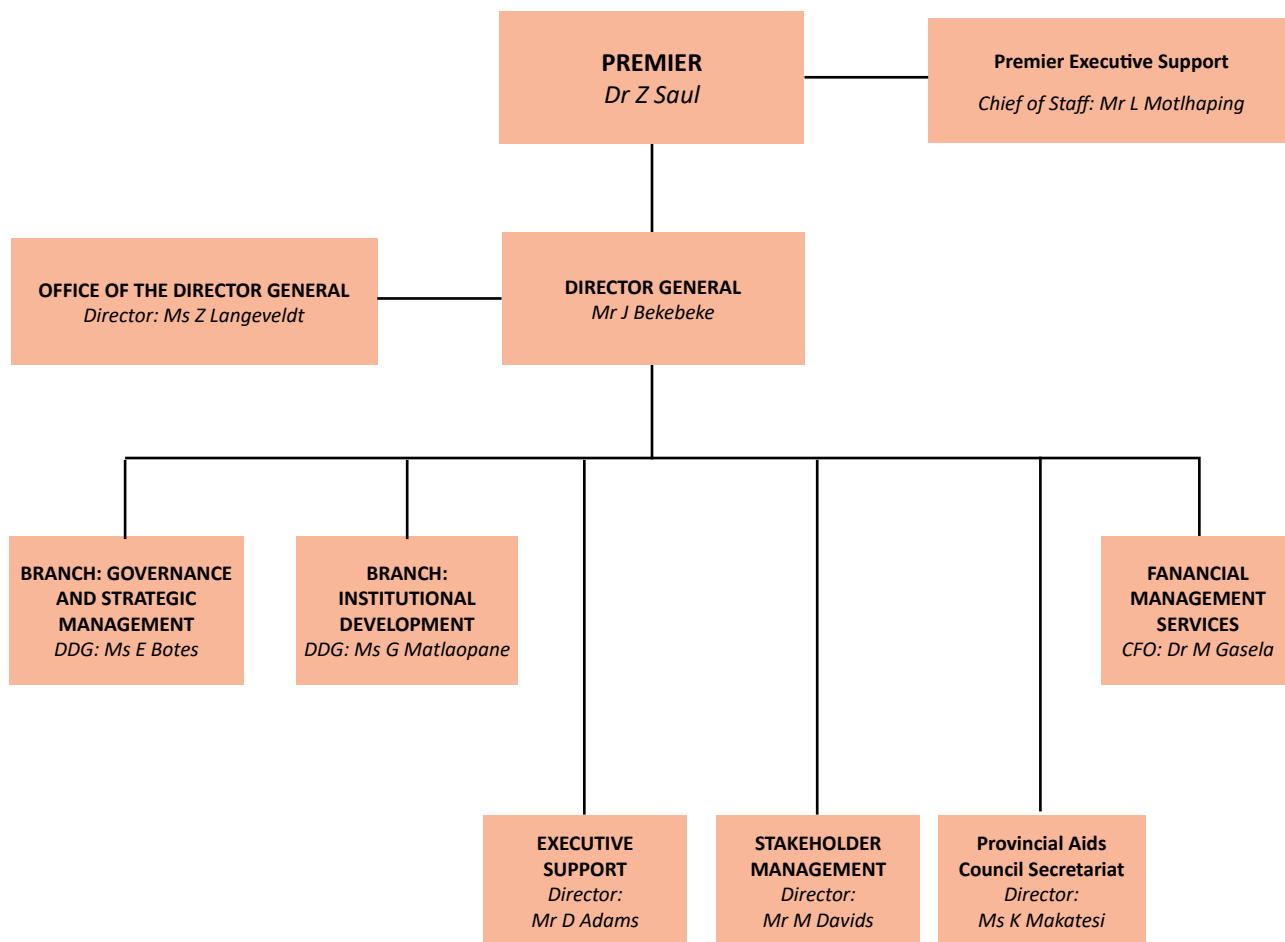 PREMIER
Dr Z Saul
Premier Executive Support
Chief of Staff: Mr L Motlhaping
OFFICE OF THE DIRECTOR GENERAL
Director: Ms Z Langeveldt
DIRECTOR GENERAL
Mr J Bekebeke
BRANCH: GOVERNANCE
AND STRATEGIC
MANAGEMENT
DDG: Ms E Botes
BRANCH:
INSTITUTIONAL
DEVELOPMENT
DDG: Ms G Matlaopane
FANANCIAL
MANAGEMENT
SERVICES
CFO: Dr M Gasela
EXECUTIVE
SUPPORT
Director:
Mr D Adams
STAKEHOLDER
MANAGEMENT
Director:
Mr M Davids
Provincial Aids
Council Secretariat
Director:
Ms K Makatesi